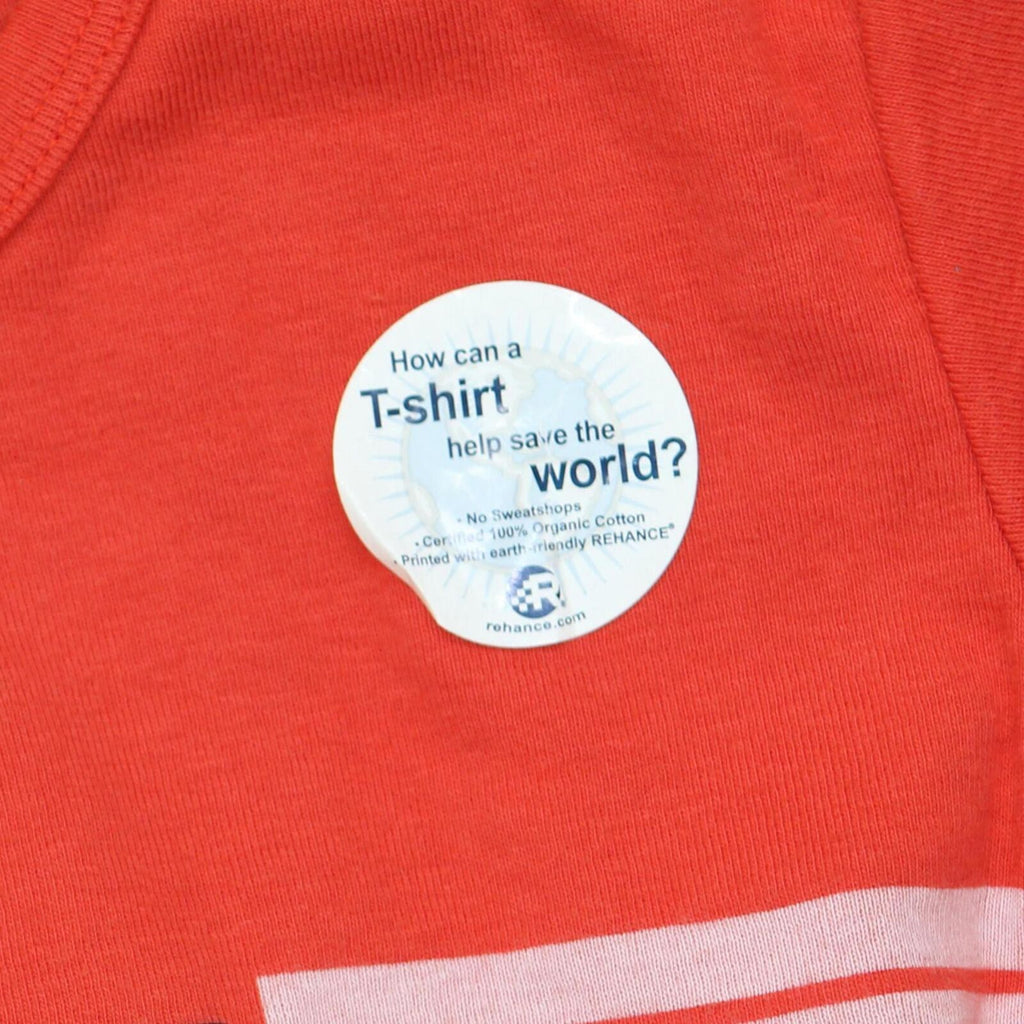 How can a
T-shirt
help save the
world?
· No Sweatshops
· Certified 100% Organic Cotton
· Printed with earth-friendly REHANCE®
R
rehance.com